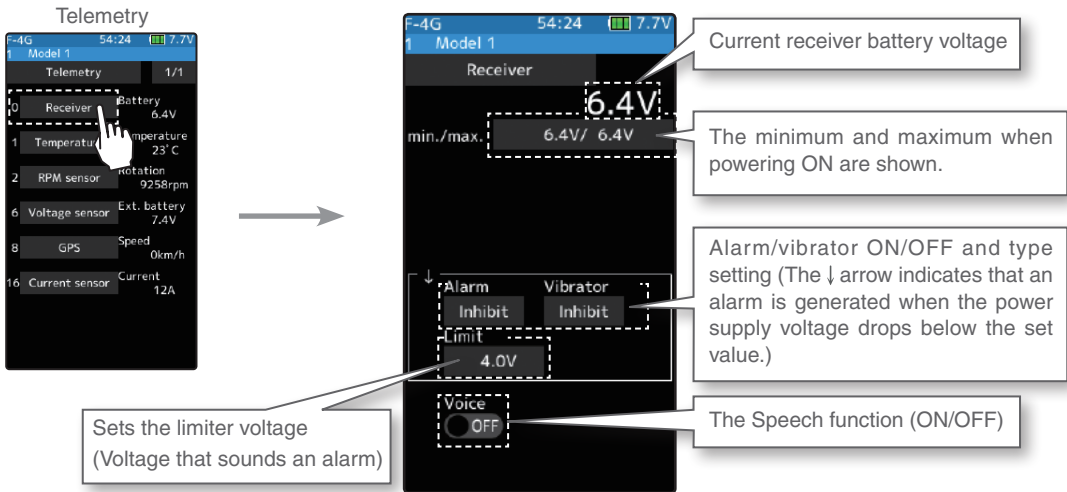 Telemetry
F-4G 54:24 7.7V
1 Model 1
Telemetry 1/1
0 Receiver Battery
6.4V
1 Temperatur mperature
23°C
2 RPM sensor Rotation
9258rpm
6 Voltage sensor Ext. battery
7.4V
8 GPS Speed
0km/h
16 Current sensor Current
12A
F-4G 54:24 7.7V
1 Model 1
Receiver
6.4V
min./max. 6.4V/ 6.4V
↓ Alarm Vibrator
Inhibit Inhibit
Limit
4.0V
Voice
OFF
Current receiver battery voltage
The minimum and maximum when
powering ON are shown.
Alarm/vibrator ON/OFF and type
setting (The ↓ arrow indicates that an
alarm is generated when the power
supply voltage drops below the set
value.)
The Speech function (ON/OFF)
Sets the limiter voltage
(Voltage that sounds an alarm)